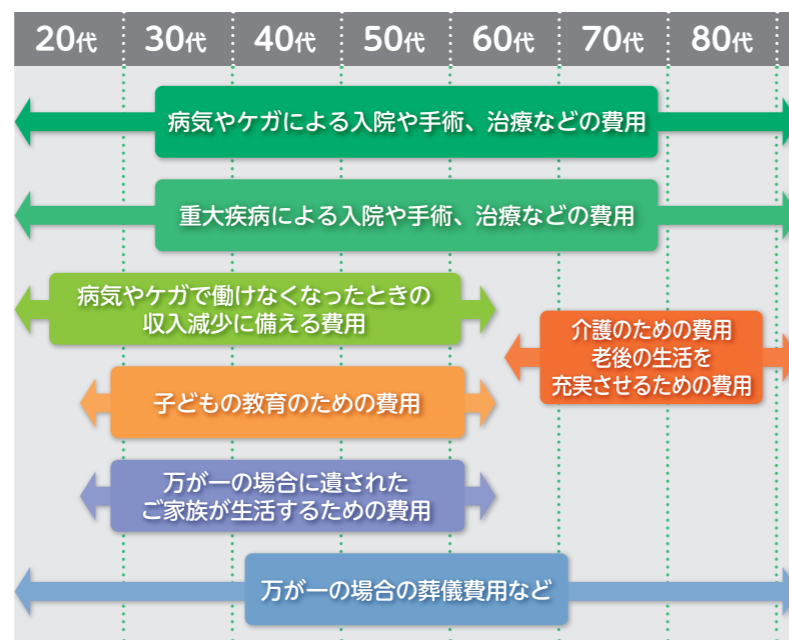 20代 30代 40代 50代 60代 70代 80代
病気やケガによる入院や手術、治療などの費用
重大疾病による入院や手術、治療などの費用
病気やケガで働けなくなったときの
収入減少に備える費用
介護のための費用
老後の生活を
充実させるための費用
子どもの教育のための費用
万が一の場合に遺された
ご家族が生活するための費用
万が一の場合の葬儀費用など